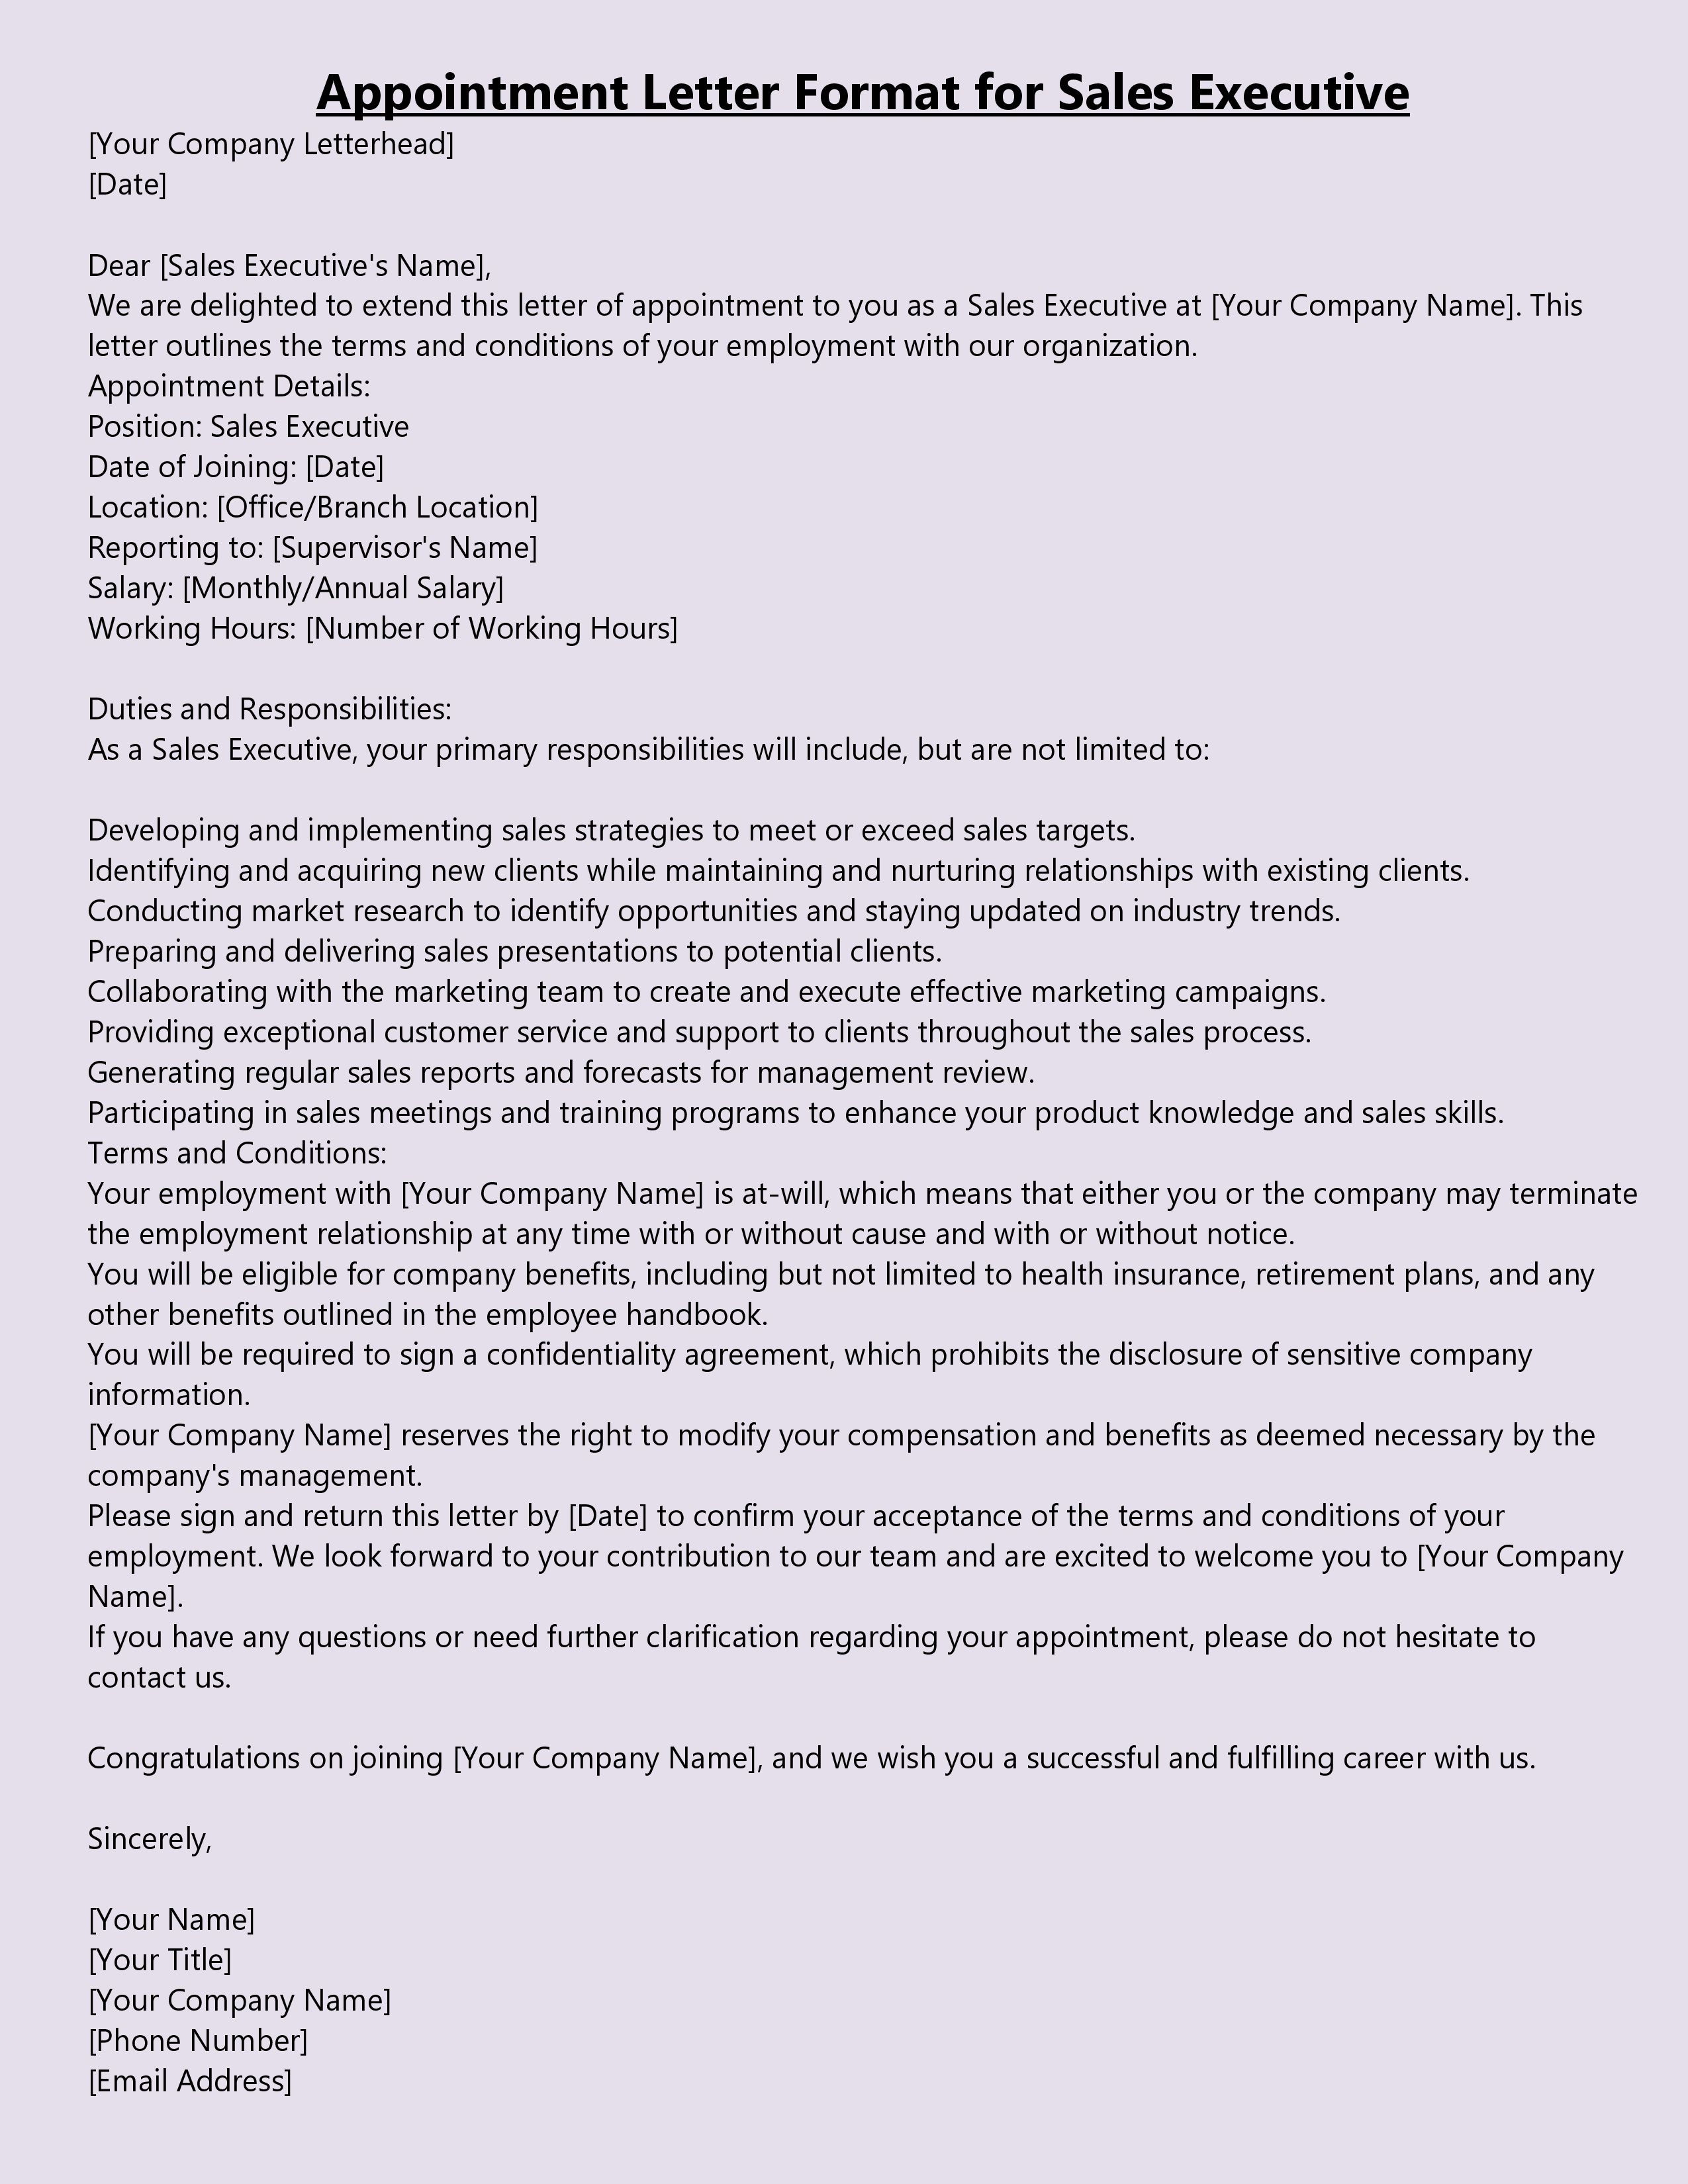 Appointment Letter Format for Sales Executive
[Your Company Letterhead]
[Date]
Dear [Sales Executive's Name],
We are delighted to extend this letter of appointment to you as a Sales Executive at [Your Company Name]. This
letter outlines the terms and conditions of your employment with our organization.
Appointment Details:
Position: Sales Executive
Date of Joining: [Date]
Location: [Office/Branch Location]
Reporting to: [Supervisor's Name]
Salary: [Monthly/Annual Salary]
Working Hours: [Number of Working Hours]
Duties and Responsibilities:
As a Sales Executive, your primary responsibilities will include, but are not limited to:
Developing and implementing sales strategies to meet or exceed sales targets.
Identifying and acquiring new clients while maintaining and nurturing relationships with existing clients.
Conducting market research to identify opportunities and staying updated on industry trends.
Preparing and delivering sales presentations to potential clients.
Collaborating with the marketing team to create and execute effective marketing campaigns.
Providing exceptional customer service and support to clients throughout the sales process.
Generating regular sales reports and forecasts for management review.
Participating in sales meetings and training programs to enhance your product knowledge and sales skills.
Terms and Conditions:
Your employment with [Your Company Name] is at-will, which means that either you or the company may terminate
the employment relationship at any time with or without cause and with or without notice.
You will be eligible for company benefits, including but not limited to health insurance, retirement plans, and any
other benefits outlined in the employee handbook.
You will be required to sign a confidentiality agreement, which prohibits the disclosure of sensitive company
information.
[Your Company Name] reserves the right to modify your compensation and benefits as deemed necessary by the
company's management.
Please sign and return this letter by [Date] to confirm your acceptance of the terms and conditions of your
employment. We look forward to your contribution to our team and are excited to welcome you to [Your Company
Name].
If you have any questions or need further clarification regarding your appointment, please do not hesitate to
contact us.
Congratulations on joining [Your Company Name], and we wish you a successful and fulfilling career with us.
Sincerely,
[Your Name]
[Your Title]
[Your Company Name]
[Phone Number]
[Email Address]